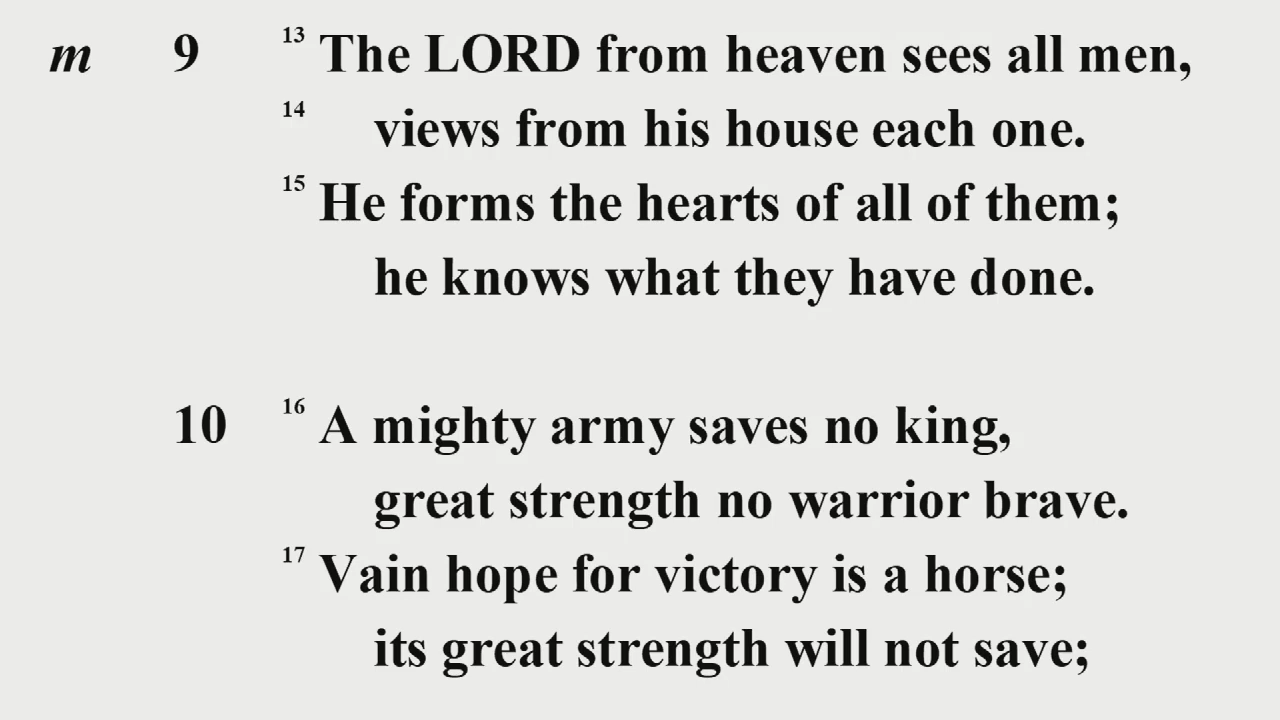 m 9 13 The LORD from heaven sees all men,
14 views from his house each one.
15 He forms the hearts of all of them;
he knows what they have done.
10 16 A mighty army saves no king,
great strength no warrior brave.
17 Vain hope for victory is a horse;
its great strength will not save;